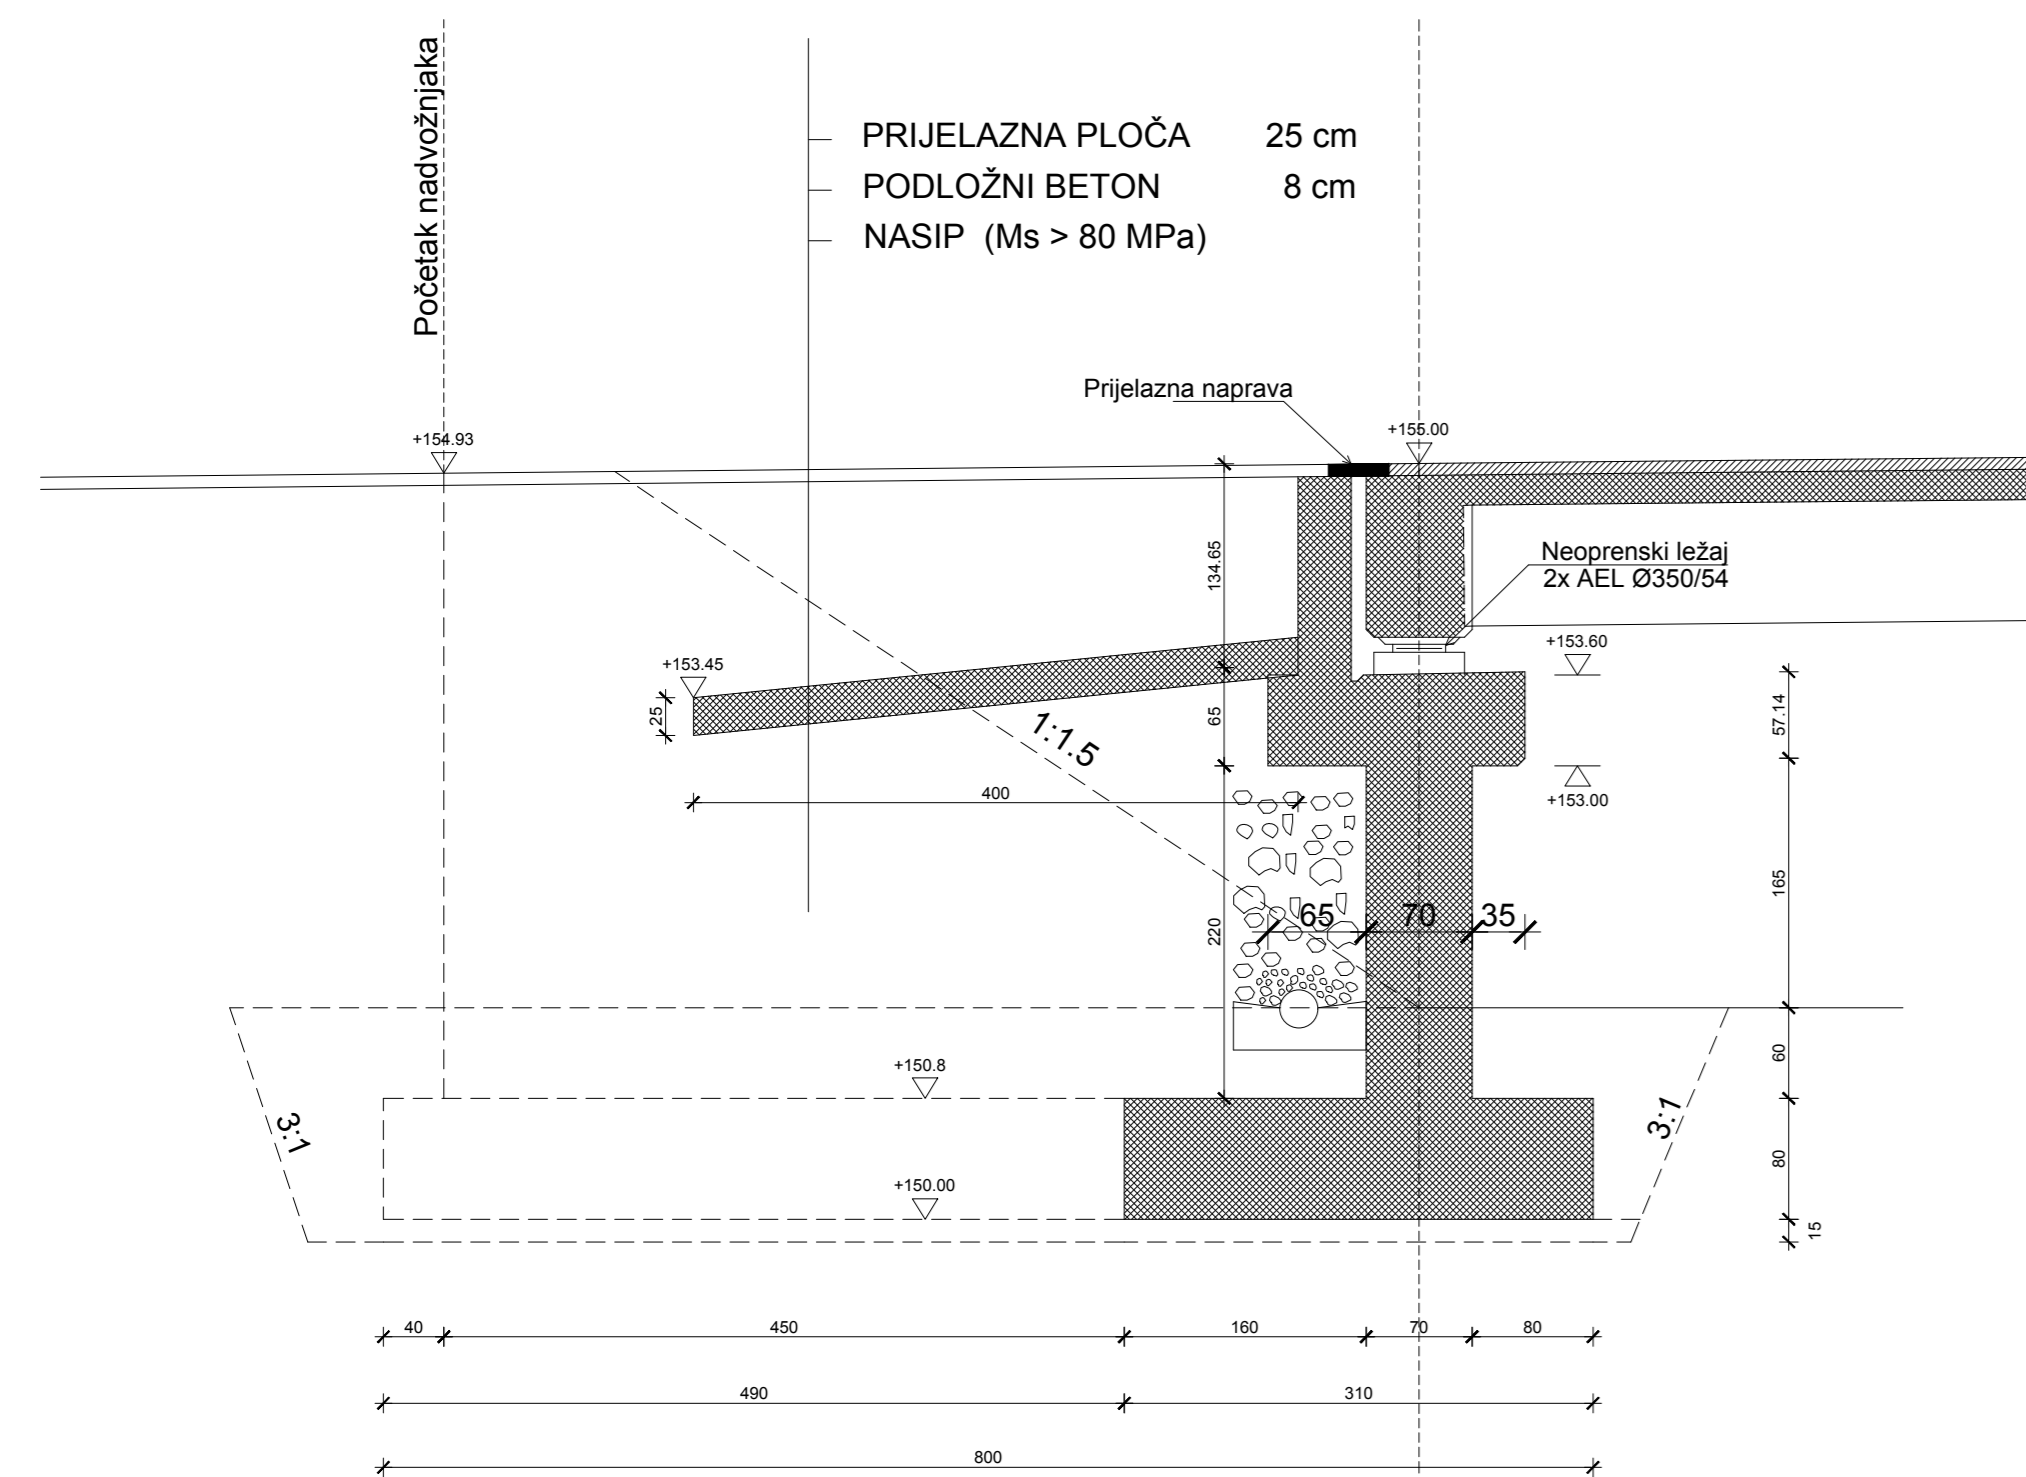 Početak nadvožnjaka
PRIJELAZNA PLOČA 25 cm
PODLOŽNI BETON 8 cm
NASIP (Ms > 80 MPa)
Prijelazna naprava
+154.93
+155.00
134.65
Neoprenski ležaj
2x AEL Ø350/54
+153.60
+153.45
25
65
1:1.5
57.14
400
+153.00
165
65 70 35
220
60
+150.8
3:1
3:1
80
+150.00
15
40 450 160 70 80
490 310
800